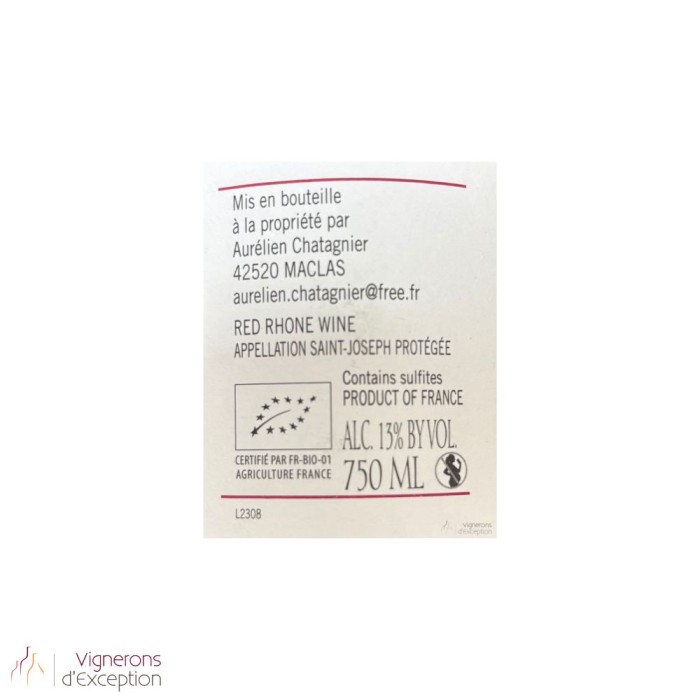 Mis en bouteille
à la propriété par
Aurélien Chatagnier
42520 MACLAS
aurelien.chatagnier@free.fr
RED RHONE WINE
APPELLATION SAINT-JOSEPH PROTÉGÉE
Contains sulfites
PRODUCT OF FRANCE
CERTIFIÉ PAR FR-BIO-01
AGRICULTURE FRANCE
ALC. 13% BY VOL.
750 ML
L2308
Vignerons
d'Exception
Vignerons
d'Exception